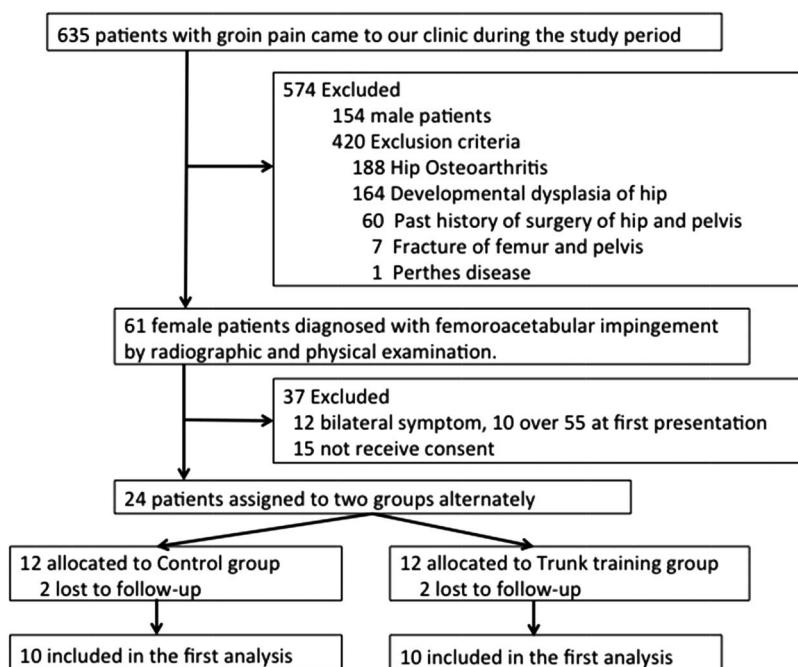 635 patients with groin pain came to our clinic during the study period
574 Excluded
154 male patients
420 Exclusion criteria
188 Hip Osteoarthritis
164 Developmental dysplasia of hip
60 Past history of surgery of hip and pelvis
7 Fracture of femur and pelvis
1 Perthes disease
61 female patients diagnosed with femoroacetabular impingement
by radiographic and physical examination.
37 Excluded
12 bilateral symptom, 10 over 55 at first presentation
15 not receive consent
24 patients assigned to two groups alternately
12 allocated to Control group
2 lost to follow-up
12 allocated to Trunk training group
2 lost to follow-up
10 included in the first analysis
10 included in the first analysis